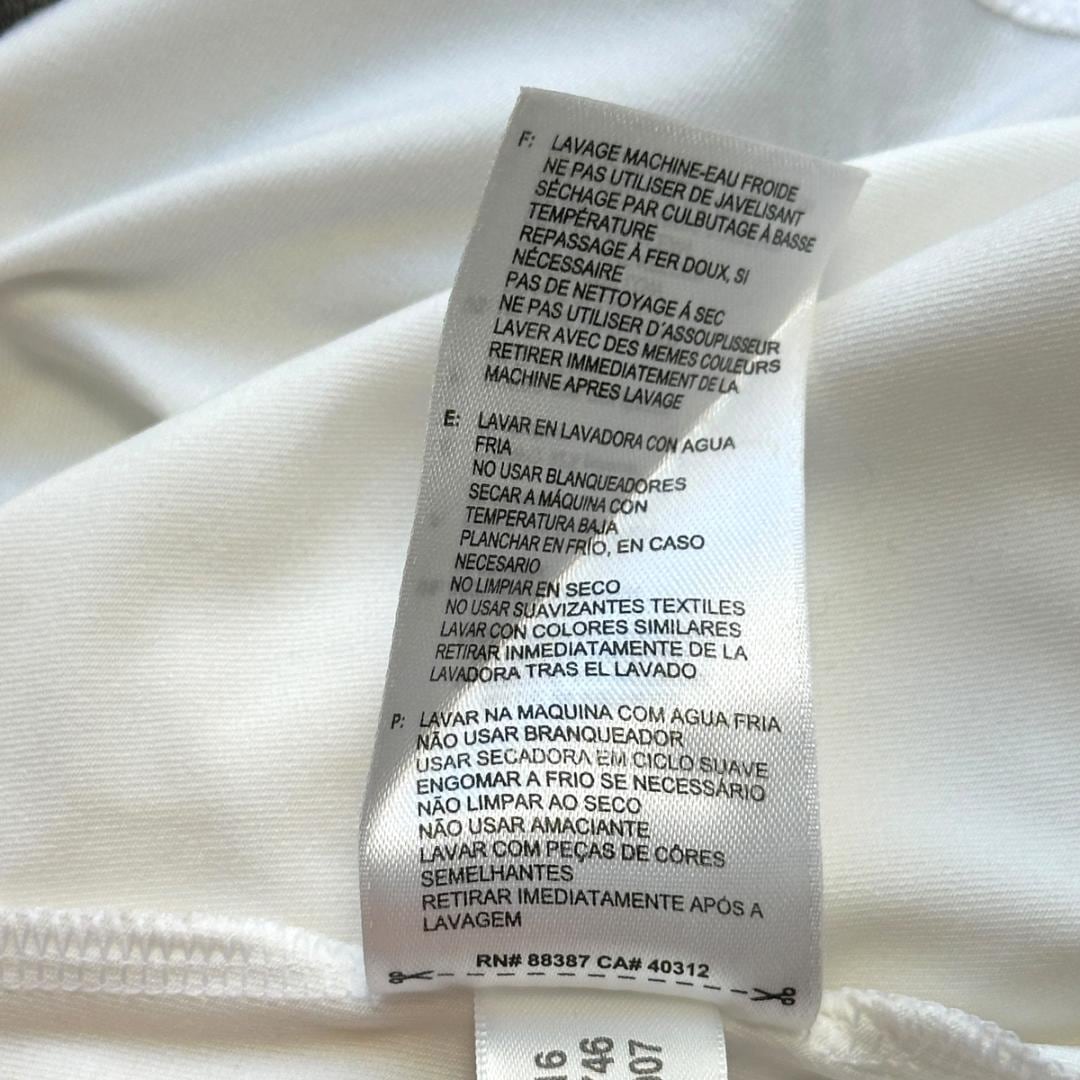 F: LAVAGE MACHINE-EAU FROIDE
NE PAS UTILISER DE JAVELISANT
SÉCHAGE PAR CULBUTAGE À BASSE
TEMPÉRATURE
REPASSAGE À FER DOUX, SI
NÉCESSAIRE
PAS DE NETTOYAGE Á SEC
NE PAS UTILISER D´ASSOUPLISSEUR
LAVER AVEC DES MEMES COULEURS
RETIRER IMMEDIATEMENT DE LA
MACHINE APRES LAVAGE
E: LAVAR EN LAVADORA CON AGUA
FRIA
NO USAR BLANQUEADORES
SECAR A MÁQUINA CON
TEMPERATURA BAJA
PLANCHAR EN FRÍO, EN CASO
NECESARIO
NO LIMPIAR EN SECO
NO USAR SUAVIZANTES TEXTILES
LAVAR CON COLORES SIMILARES
RETIRAR INMEDIATAMENTE DE LA
LAVADORA TRAS EL LAVADO
P: LAVAR NA MAQUINA COM AGUA FRIA
NÃO USAR BRANQUEADOR
USAR SECADORA EM CICLO SUAVE
ENGOMAR A FRIO SE NECESSÁRIO
NÃO LIMPAR AO SECO
NÃO USAR AMACIANTE
LAVAR COM PEÇAS DE CÔRES
SEMELHANTES
RETIRAR IMEDIATAMENTE APÓS A
LAVAGEM
RN# 88387 CA# 40312